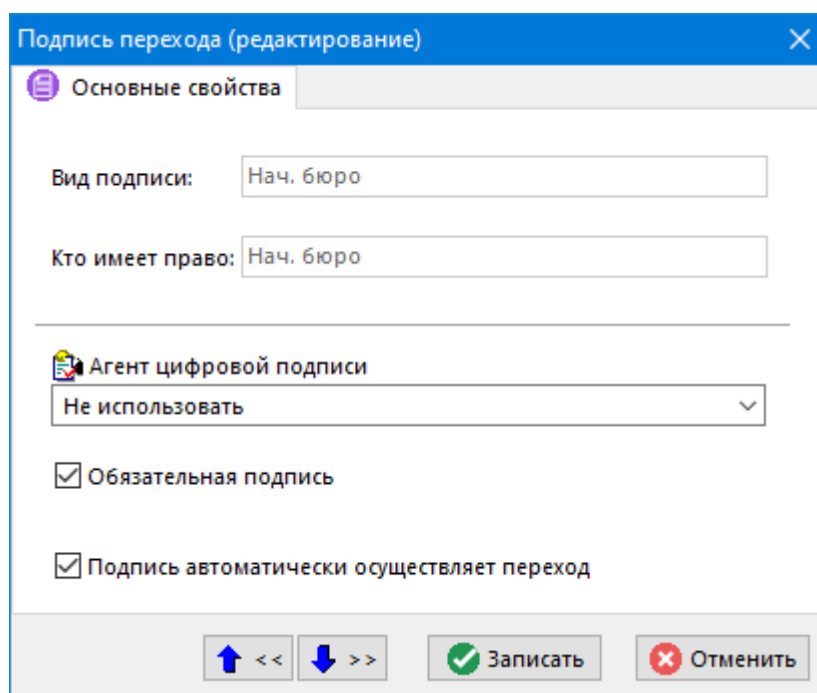 Подпись перехода (редактирование)
Основные свойства
Вид подписи: Нач. бюро
Кто имеет право: Нач. бюро
Агент цифровой подписи
Не использовать
Обязательная подпись
Подпись автоматически осуществляет переход
<< >> Записать Отменить